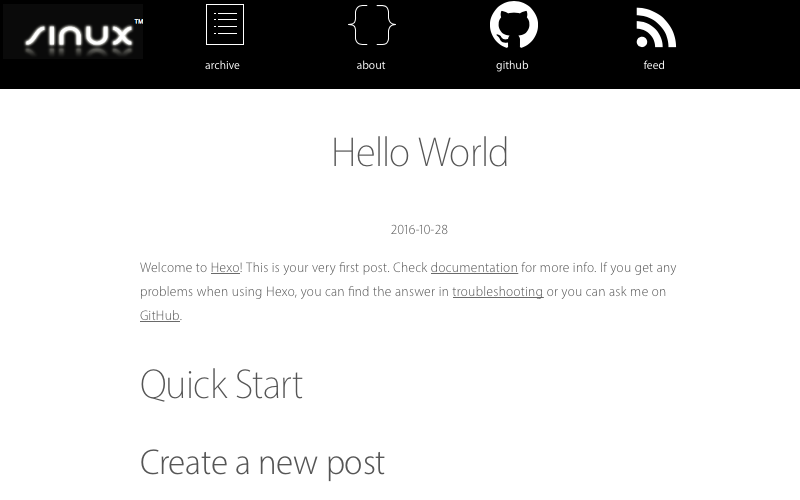 sinux™
archive
about
github
feed
Hello World
2016-10-28
Welcome to Hexo! This is your very first post. Check documentation for more info. If you get any
problems when using Hexo, you can find the answer in troubleshooting or you can ask me on
GitHub.
Quick Start
Create a new post